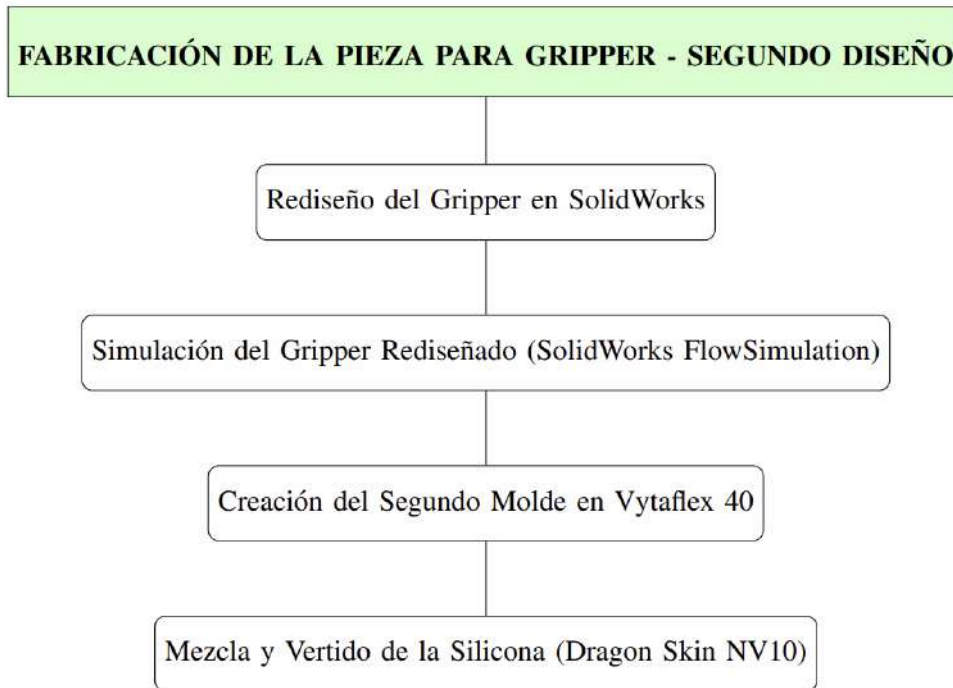 FABRICACIÓN DE LA PIEZA PARA GRIPPER - SEGUNDO DISEÑO
Rediseño del Gripper en SolidWorks
Simulación del Gripper Rediseñado (SolidWorks FlowSimulation)
Creación del Segundo Molde en Vytaflex 40
Mezcla y Vertido de la Silicona (Dragon Skin NV10)